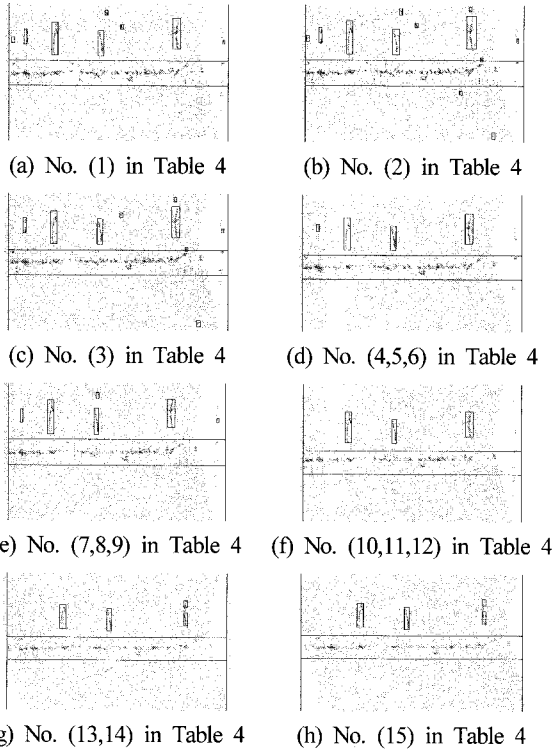 (a) No. (1) in Table 4
(b) No. (2) in Table 4
(c) No. (3) in Table 4
(d) No. (4,5,6) in Table 4
e) No. (7,8,9) in Table 4
(f) No. (10,11,12) in Table 4
g) No. (13,14) in Table 4
(h) No. (15) in Table 4